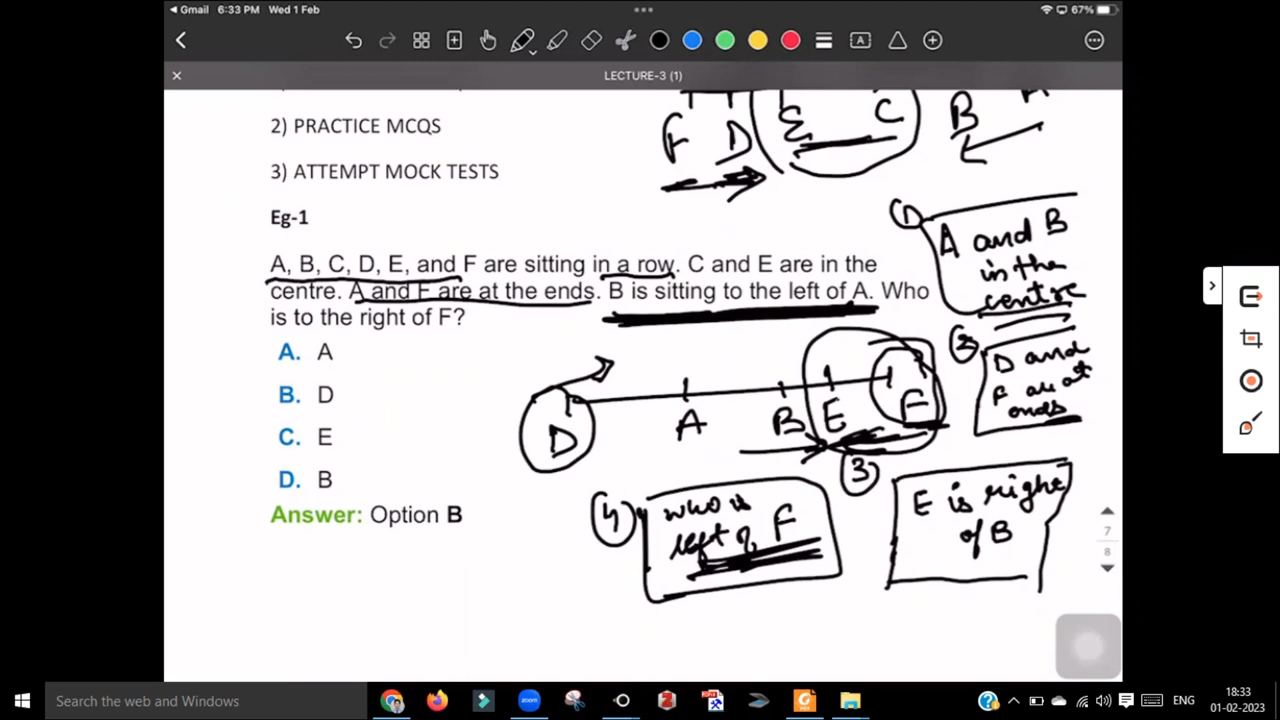 Gmail 6:33 PM Wed 1 Feb
67%
LECTURE-3 (1)
2) PRACTICE MCQS
3) ATTEMPT MOCK TESTS
F D E C B A
Eg-1
A, B, C, D, E, and F are sitting in a row. C and E are in the
centre. A and F are at the ends. B is sitting to the left of A. Who
is to the right of F?
A. A
B. D
C. E
D. B
Answer: Option B
1
A and B
in the
centre
2
D and
F are at
ends
D A B E F
3
E is right
of B
4
who is
left of F
7
8
Search the web and Windows
zoom
ENG
18:33
01-02-2023